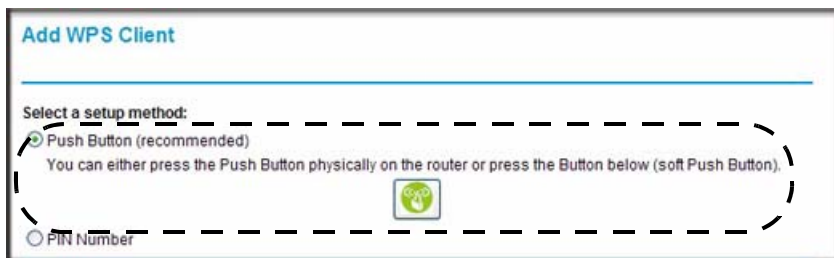 Add WPS Client
Select a setup method:
Push Button (recommended)
You can either press the Push Button physically on the router or press the Button below (soft Push Button).
PIN Number